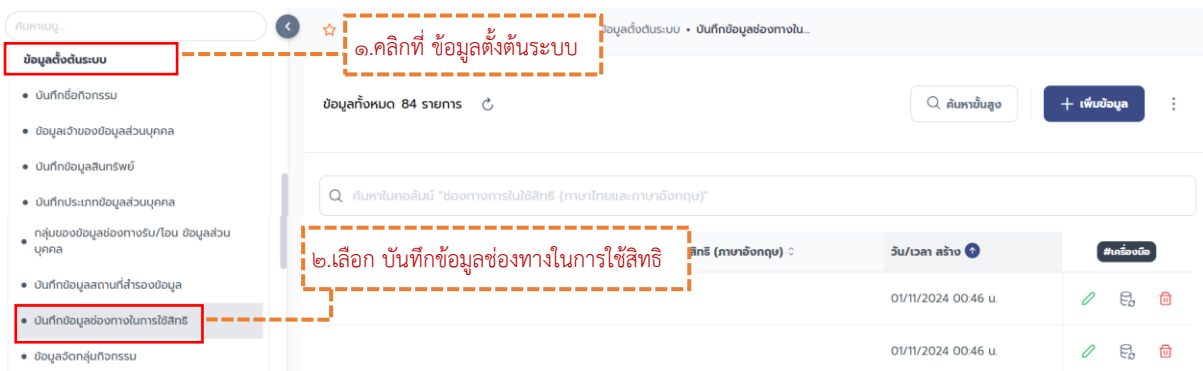 ค้นหาเมนู...
ข้อมูลตั้งต้นระบบ
บันทึกชื่อกิจกรรม
ข้อมูลเจ้าของข้อมูลส่วนบุคคล
บันทึกข้อมูลสินทรัพย์
บันทึกประเภทข้อมูลส่วนบุคคล
กลุ่มของข้อมูลช่องทางรับ/โอน ข้อมูลส่วน
บุคคล
บันทึกข้อมูลสถานที่สำรองข้อมูล
บันทึกข้อมูลช่องทางในการใช้สิทธิ
ข้อมูลจัดกลุ่มกิจกรรม
๑.คลิกที่ ข้อมูลตั้งต้นระบบ
ข้อมูลตั้งต้นระบบ • บันทึกข้อมูลช่องทางใน...
ข้อมูลทั้งหมด 84 รายการ
ค้นหาขั้นสูง
+ เพิ่มข้อมูล
ค้นหาในคอลัมน์ "ช่องทางการในใช้สิทธิ (ภาษาไทยและภาษาอังกฤษ)"
๒.เลือก บันทึกข้อมูลช่องทางในการใช้สิทธิ
สิทธิ (ภาษาอังกฤษ)
วัน/เวลา สร้าง
#เครื่องมือ
01/11/2024 00:46 น.
01/11/2024 00:46 น.